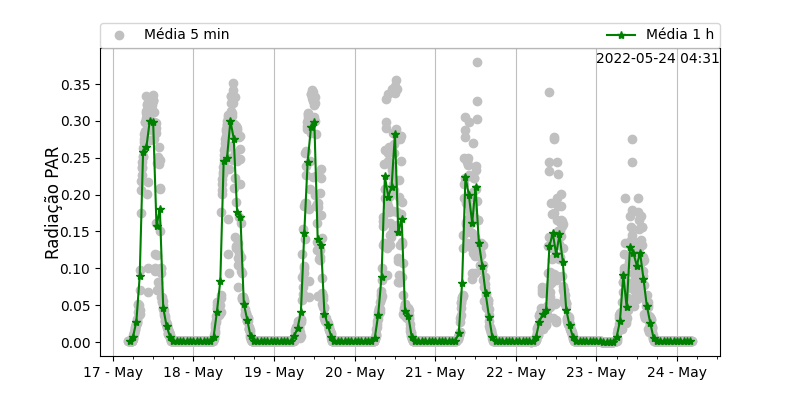 Média 5 min
Média 1 h
2022-05-24 04:31
Radiação PAR
0.35
0.30
0.25
0.20
0.15
0.10
0.05
0.00
17 - May
18 - May
19 - May
20 - May
21 - May
22 - May
23 - May
24 - May